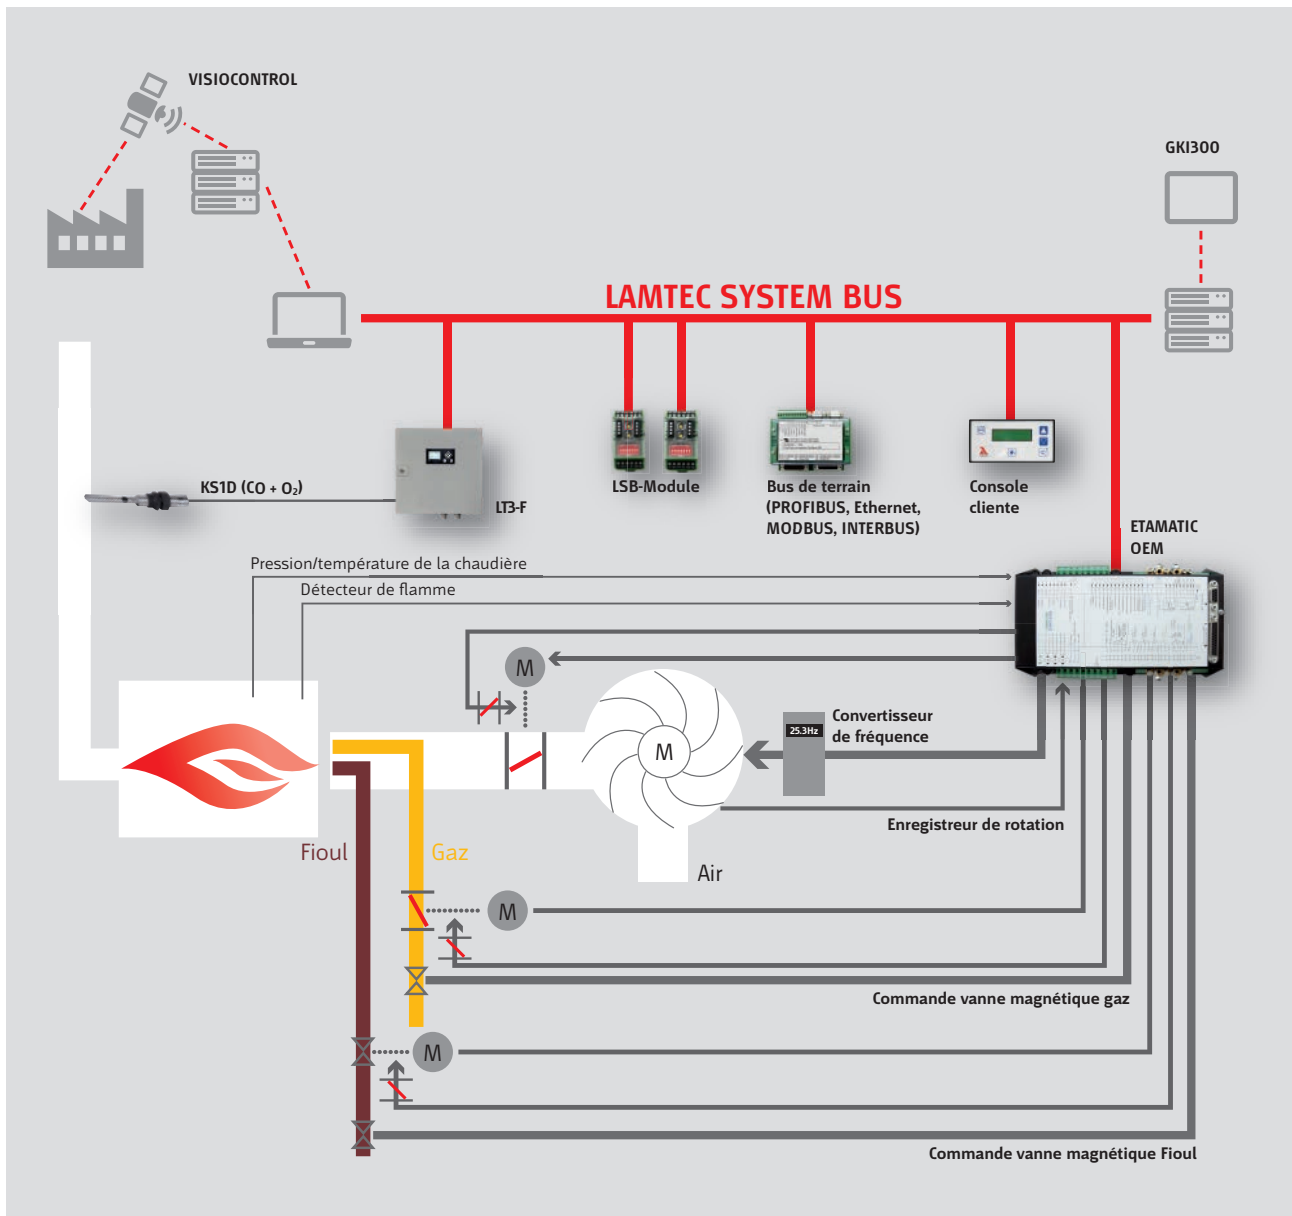 VISIOCONTROL
GKI300
LAMTEC SYSTEM BUS
KS1D (CO + O₂)
LT3-F
LSB-Module
Bus de terrain
(PROFIBUS, Ethernet,
MODBUS, INTERBUS)
Console
cliente
ETAMATIC
OEM
Pression/température de la chaudière
Détecteur de flamme
M
Convertisseur
de fréquence
25.3Hz
M
Enregistreur de rotation
Fioul
Gaz
Air
M
Commande vanne magnétique gaz
M
Commande vanne magnétique Fioul